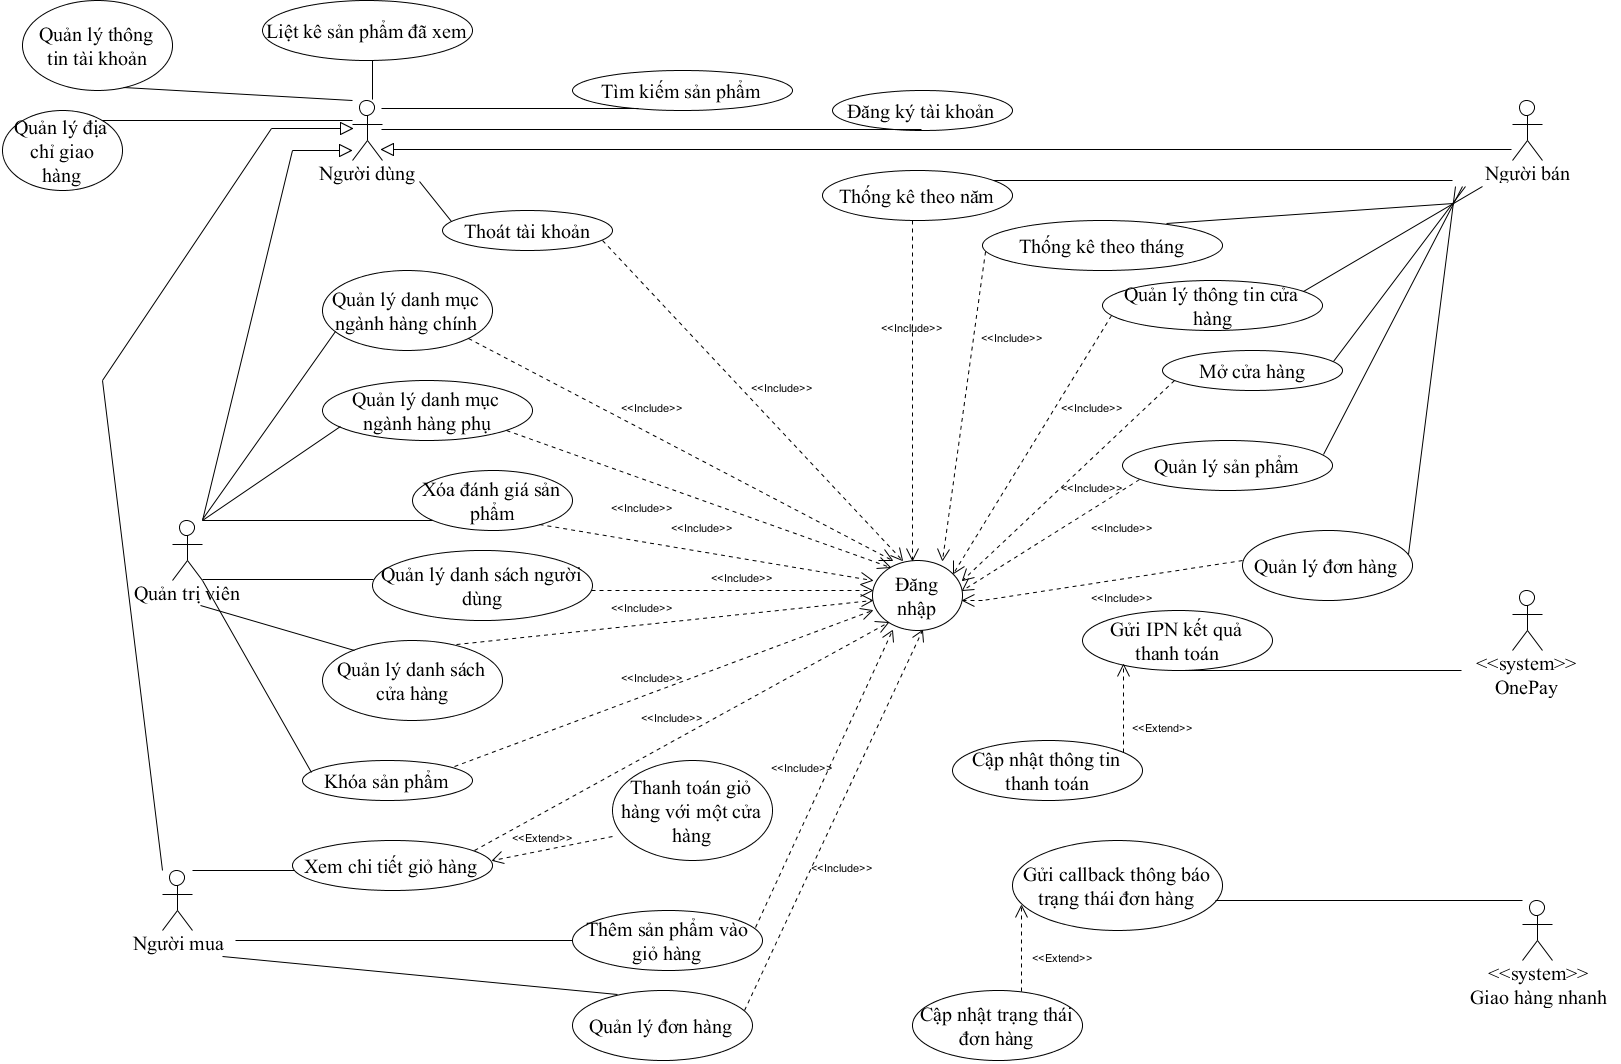 Quản lý thông
tin tài khoản
Liệt kê sản phẩm đã xem
Tìm kiếm sản phẩm
Đăng ký tài khoản
Quản lý địa
chỉ giao
hàng
Người dùng
Người bán
Thống kê theo năm
Thoát tài khoản
Thống kê theo tháng
Quản lý danh mục
ngành hàng chính
Quản lý thông tin cửa
hàng
<<Include>>
<<Include>>
Mở cửa hàng
<<Include>>
<<Include>>
<<Include>>
Quản lý danh mục
ngành hàng phụ
Quản lý sản phẩm
<<Include>>
Xóa đánh giá sản
phẩm
<<Include>>
<<Include>>
<<Include>>
Quản lý đơn hàng
Quản lý danh sách người
dùng
<<Include>>
Đăng
nhập
Quản trị viên
<<Include>>
<<Include>>
Gửi IPN kết quả
thanh toán
<<system>>
OnePay
Quản lý danh sách
cửa hàng
<<Include>>
<<Include>>
<<Extend>>
Cập nhật thông tin
thanh toán
<<Include>>
Khóa sản phẩm
Thanh toán giỏ
hàng với một cửa
hàng
<<Extend>>
Xem chi tiết giỏ hàng
<<Include>>
Gửi callback thông báo
trạng thái đơn hàng
Người mua
Thêm sản phẩm vào
giỏ hàng
<<Extend>>
<<system>>
Giao hàng nhanh
Quản lý đơn hàng
Cập nhật trạng thái
đơn hàng